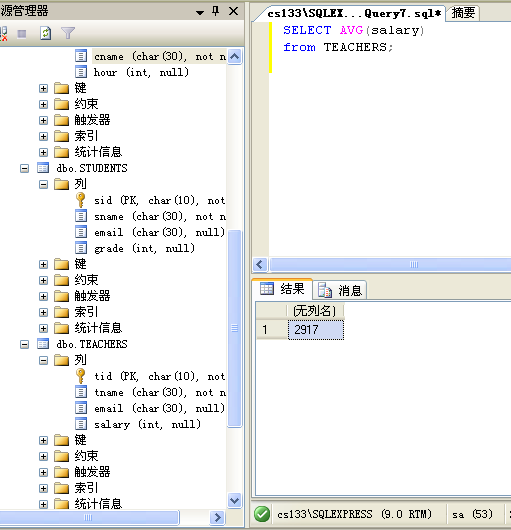 源管理器
cname (char(30), not n
hour (int, null)
键
约束
触发器
索引
统计信息
dbo.STUDENTS
列
sid (PK, char(10), not
sname (char(30), not n
email (char(30), null)
grade (int, null)
键
约束
触发器
索引
统计信息
dbo.TEACHERS
列
tid (PK, char(10), not
tname (char(30), not n
email (char(30), null)
salary (int, null)
键
约束
触发器
索引
统计信息
cs133\SQLEX...Query7.sql*
摘要
SELECT AVG(salary)
from TEACHERS;
结果
消息
(无列名)
1 2917
cs133\SQLEXPRESS (9.0 RTM)
sa (53)